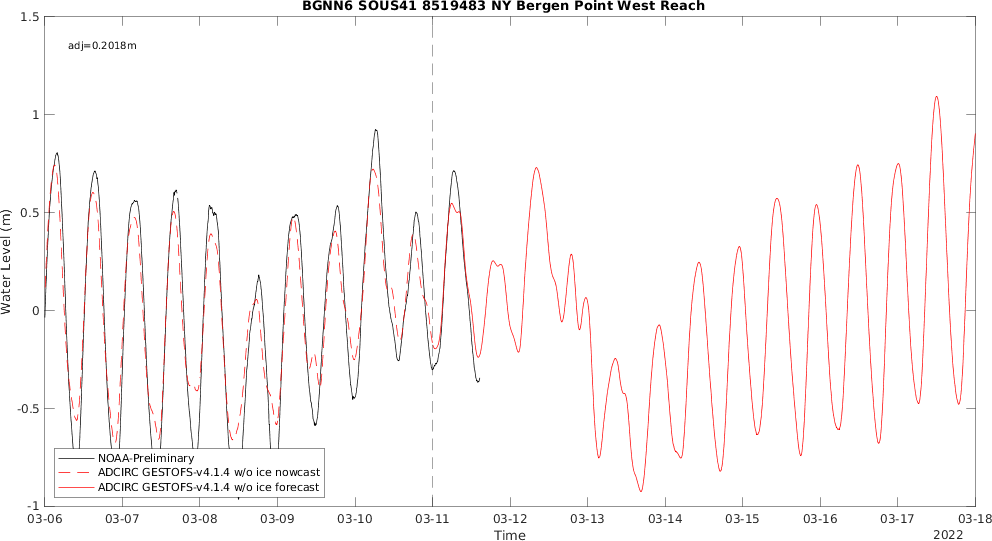 BGNN6 SOUS41 8519483 NY Bergen Point West Reach
adj=0.2018m
1.5
1
0.5
0
-0.5
-1
Water Level (m)
NOAA-Preliminary
ADCIRC GESTOFS-v4.1.4 w/o ice nowcast
ADCIRC GESTOFS-v4.1.4 w/o ice forecast
03-06 03-07 03-08 03-09 03-10 03-11 03-12 03-13 03-14 03-15 03-16 03-17 03-18
Time
2022